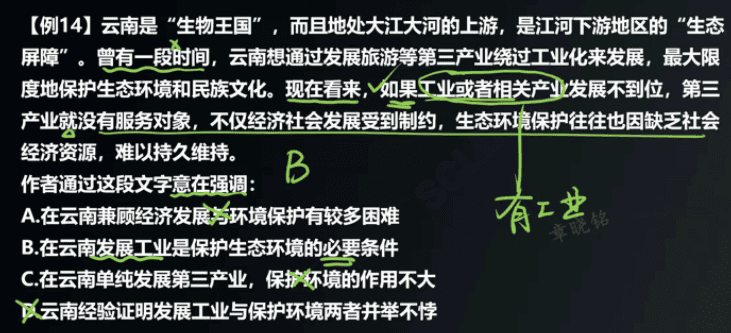 【例14】云南是“生物王国”，而且地处大江大河的上游，是江河下游地区的“生态
屏障”。曾有一段时间，云南想通过发展旅游等第三产业绕过工业化来发展，最大限
度地保护生态环境和民族文化。现在看来，如果工业或者相关产业发展不到位，第三
产业就没有服务对象，不仅经济社会发展受到制约，生态环境保护往往也因缺乏社会
经济资源，难以持久维持。
作者通过这段文字意在强调：
B
A.在云南兼顾经济发展与环境保护有较多困难
有工业
章晓铭
B.在云南发展工业是保护生态环境的必要条件
C.在云南单纯发展第三产业，保护环境的作用不大
D.云南经验证明发展工业与保护环境两者并举不悖